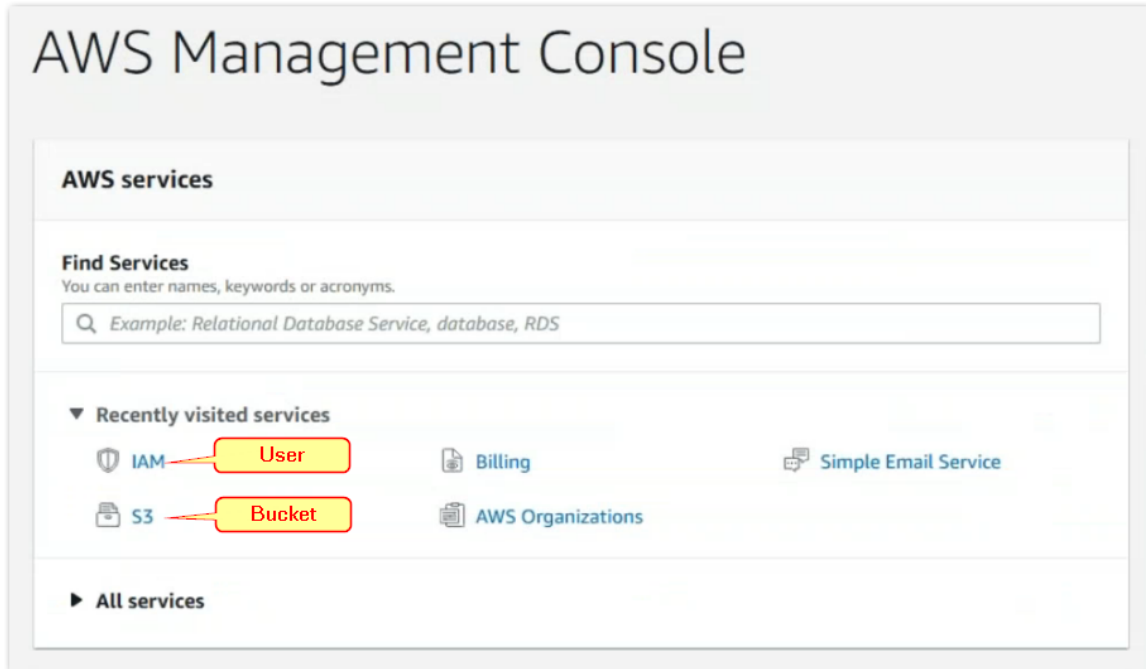 AWS Management Console
AWS services
Find Services
You can enter names, keywords or acronyms.
Example: Relational Database Service, database, RDS
Recently visited services
IAM User Billing Simple Email Service
S3 Bucket AWS Organizations
All services